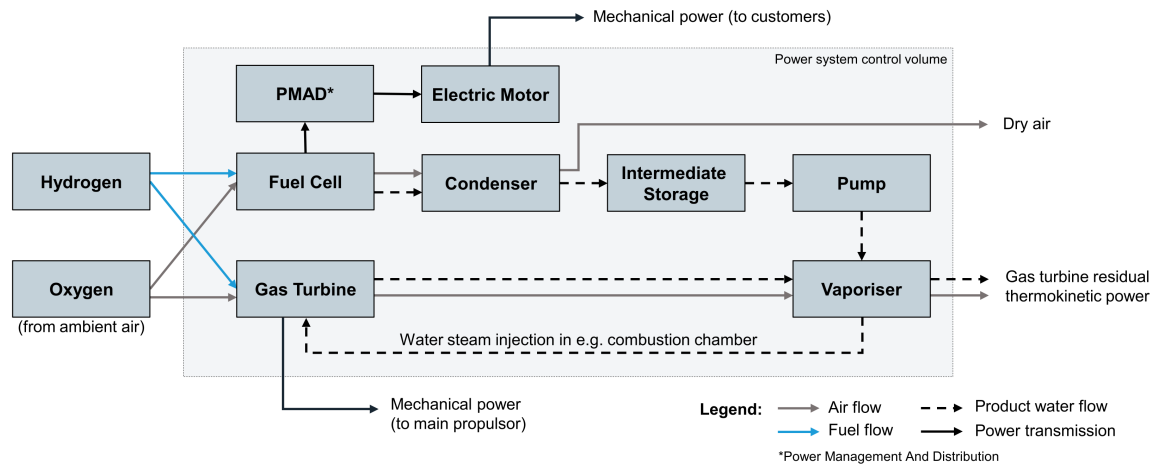 Mechanical power (to customers)
Power system control volume
PMAD*
Electric Motor
Dry air
Hydrogen
Fuel Cell
Condenser
Intermediate
Storage
Pump
Oxygen
(from ambient air)
Gas Turbine
Vaporiser
Gas turbine residual
thermokinetic power
Water steam injection in e.g. combustion chamber
Mechanical power
(to main propulsor)
Legend:
Air flow
Product water flow
Fuel flow
Power transmission
*Power Management And Distribution